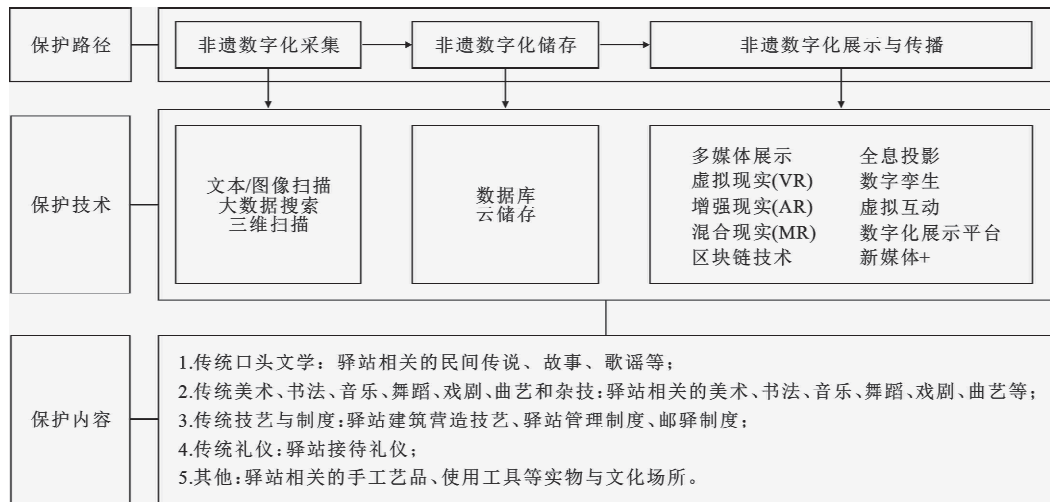 保护路径
非遗数字化采集
非遗数字化储存
非遗数字化展示与传播
保护技术
文本/图像扫描
大数据搜索
三维扫描
数据库
云储存
多媒体展示 全息投影
虚拟现实(VR) 数字孪生
增强现实(AR) 虚拟互动
混合现实(MR) 数字化展示平台
区块链技术 新媒体+
保护内容
1.传统口头文学：驿站相关的民间传说、故事、歌谣等；
2.传统美术、书法、音乐、舞蹈、戏剧、曲艺和杂技：驿站相关的美术、书法、音乐、舞蹈、戏剧、曲艺等；
3.传统技艺与制度：驿站建筑营造技艺、驿站管理制度、邮驿制度；
4.传统礼仪：驿站接待礼仪；
5.其他：驿站相关的手工艺品、使用工具等实物与文化场所。